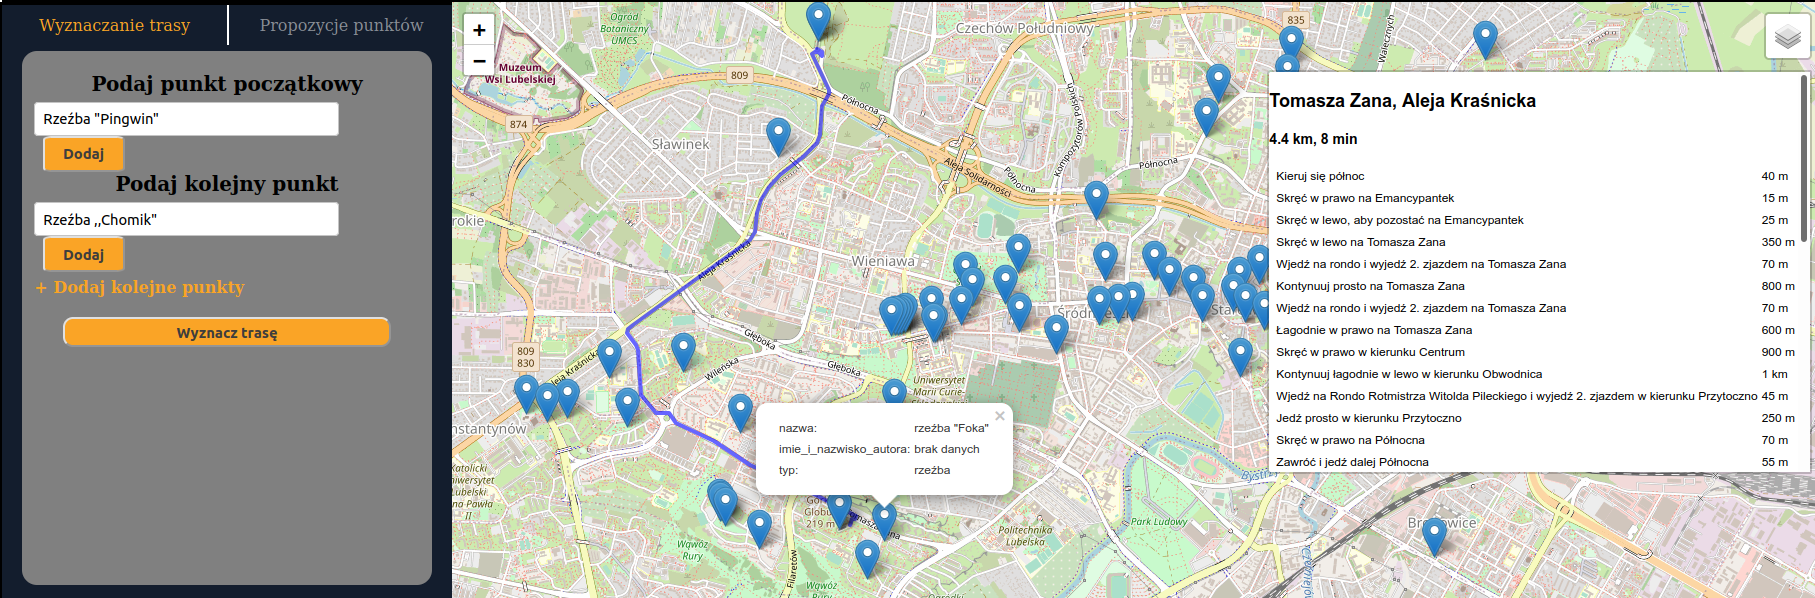 Wyznaczanie trasy
Propozycje punktów
Podaj punkt początkowy
Rzeźba "Pingwin"
Dodaj
Podaj kolejny punkt
Rzeźba ,,Chomik"
Dodaj
+ Dodaj kolejne punkty
Wyznacz trasę
+
−
Ogród
Botaniczny
UMCS
Muzeum
Wsi Lubelskiej
809
874
Sławinek
Północna
Czechów Południowy
835
Walecznych
Kompozytorów Polskich
Północna
Aleja Solidarności
Północna
Wieniawa
Aleja Kraśnicka
Głęboka
Głęboka
Wileńska
809
830
Aleja Kraśnicka
nstantynów
Katolicki
Uniwersytet
Lubelski
Jana Pawła
II
Uniwersytet
Marii Curie-
219 m
Wąwóz
Rury
Filaretów
Wąwóz
Rury
Politechnika
Lubelska
Park Ludowy
Bronowice
nazwa: rzeźba "Foka"
imie_i_nazwisko_autora: brak danych
typ: rzeźba
×
Tomasza Zana, Aleja Kraśnicka
4.4 km, 8 min
Kieruj się północ 40 m
Skręć w prawo na Emancypantek 15 m
Skręć w lewo, aby pozostać na Emancypantek 25 m
Skręć w lewo na Tomasza Zana 350 m
Wjedź na rondo i wyjedź 2. zjazdem na Tomasza Zana 70 m
Kontynuuj prosto na Tomasza Zana 800 m
Wjedź na rondo i wyjedź 2. zjazdem na Tomasza Zana 70 m
Łagodnie w prawo na Tomasza Zana 600 m
Skręć w prawo w kierunku Centrum 900 m
Kontynuuj łagodnie w lewo w kierunku Obwodnica 1 km
Wjedź na Rondo Rotmistrza Witolda Pileckiego i wyjedź 2. zjazdem w kierunku Przytoczno 45 m
Jedź prosto w kierunku Przytoczno 250 m
Skręć w prawo na Północna 70 m
Zawróć i jedź dalej Północna 55 m